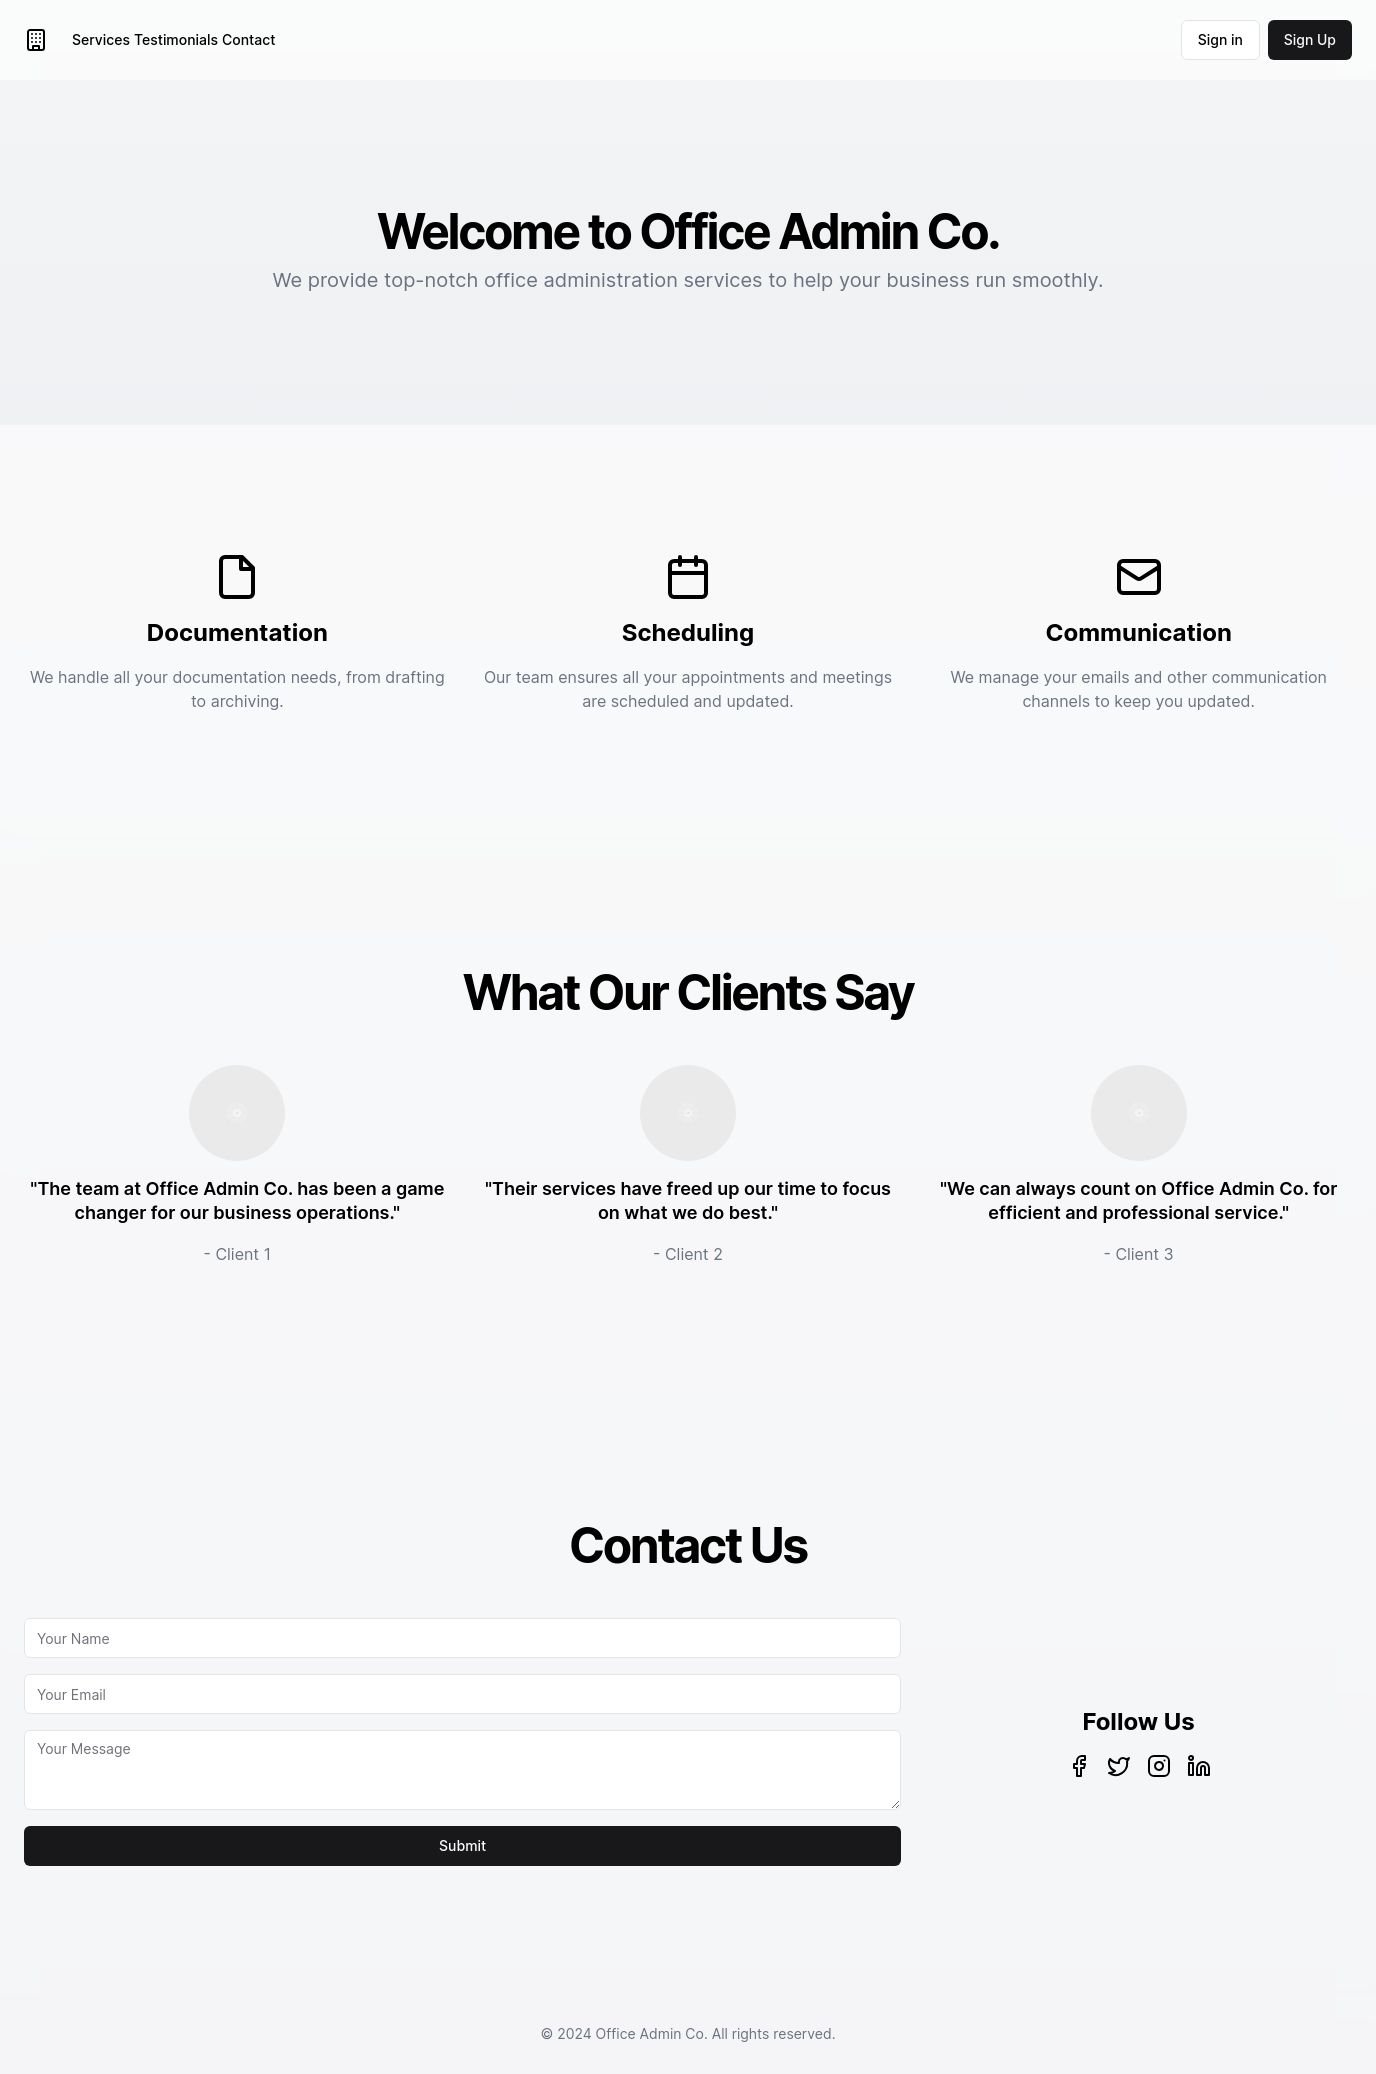 Services Testimonials Contact
Sign in
Sign Up
Welcome to Office Admin Co.
We provide top-notch office administration services to help your business run smoothly.
Documentation
We handle all your documentation needs, from drafting
to archiving.
Scheduling
Our team ensures all your appointments and meetings
are scheduled and updated.
Communication
We manage your emails and other communication
channels to keep you updated.
What Our Clients Say
"The team at Office Admin Co. has been a game
changer for our business operations."
- Client 1
"Their services have freed up our time to focus
on what we do best."
- Client 2
"We can always count on Office Admin Co. for
efficient and professional service."
- Client 3
Contact Us
Your Name
Your Email
Your Message
Submit
Follow Us
© 2024 Office Admin Co. All rights reserved.